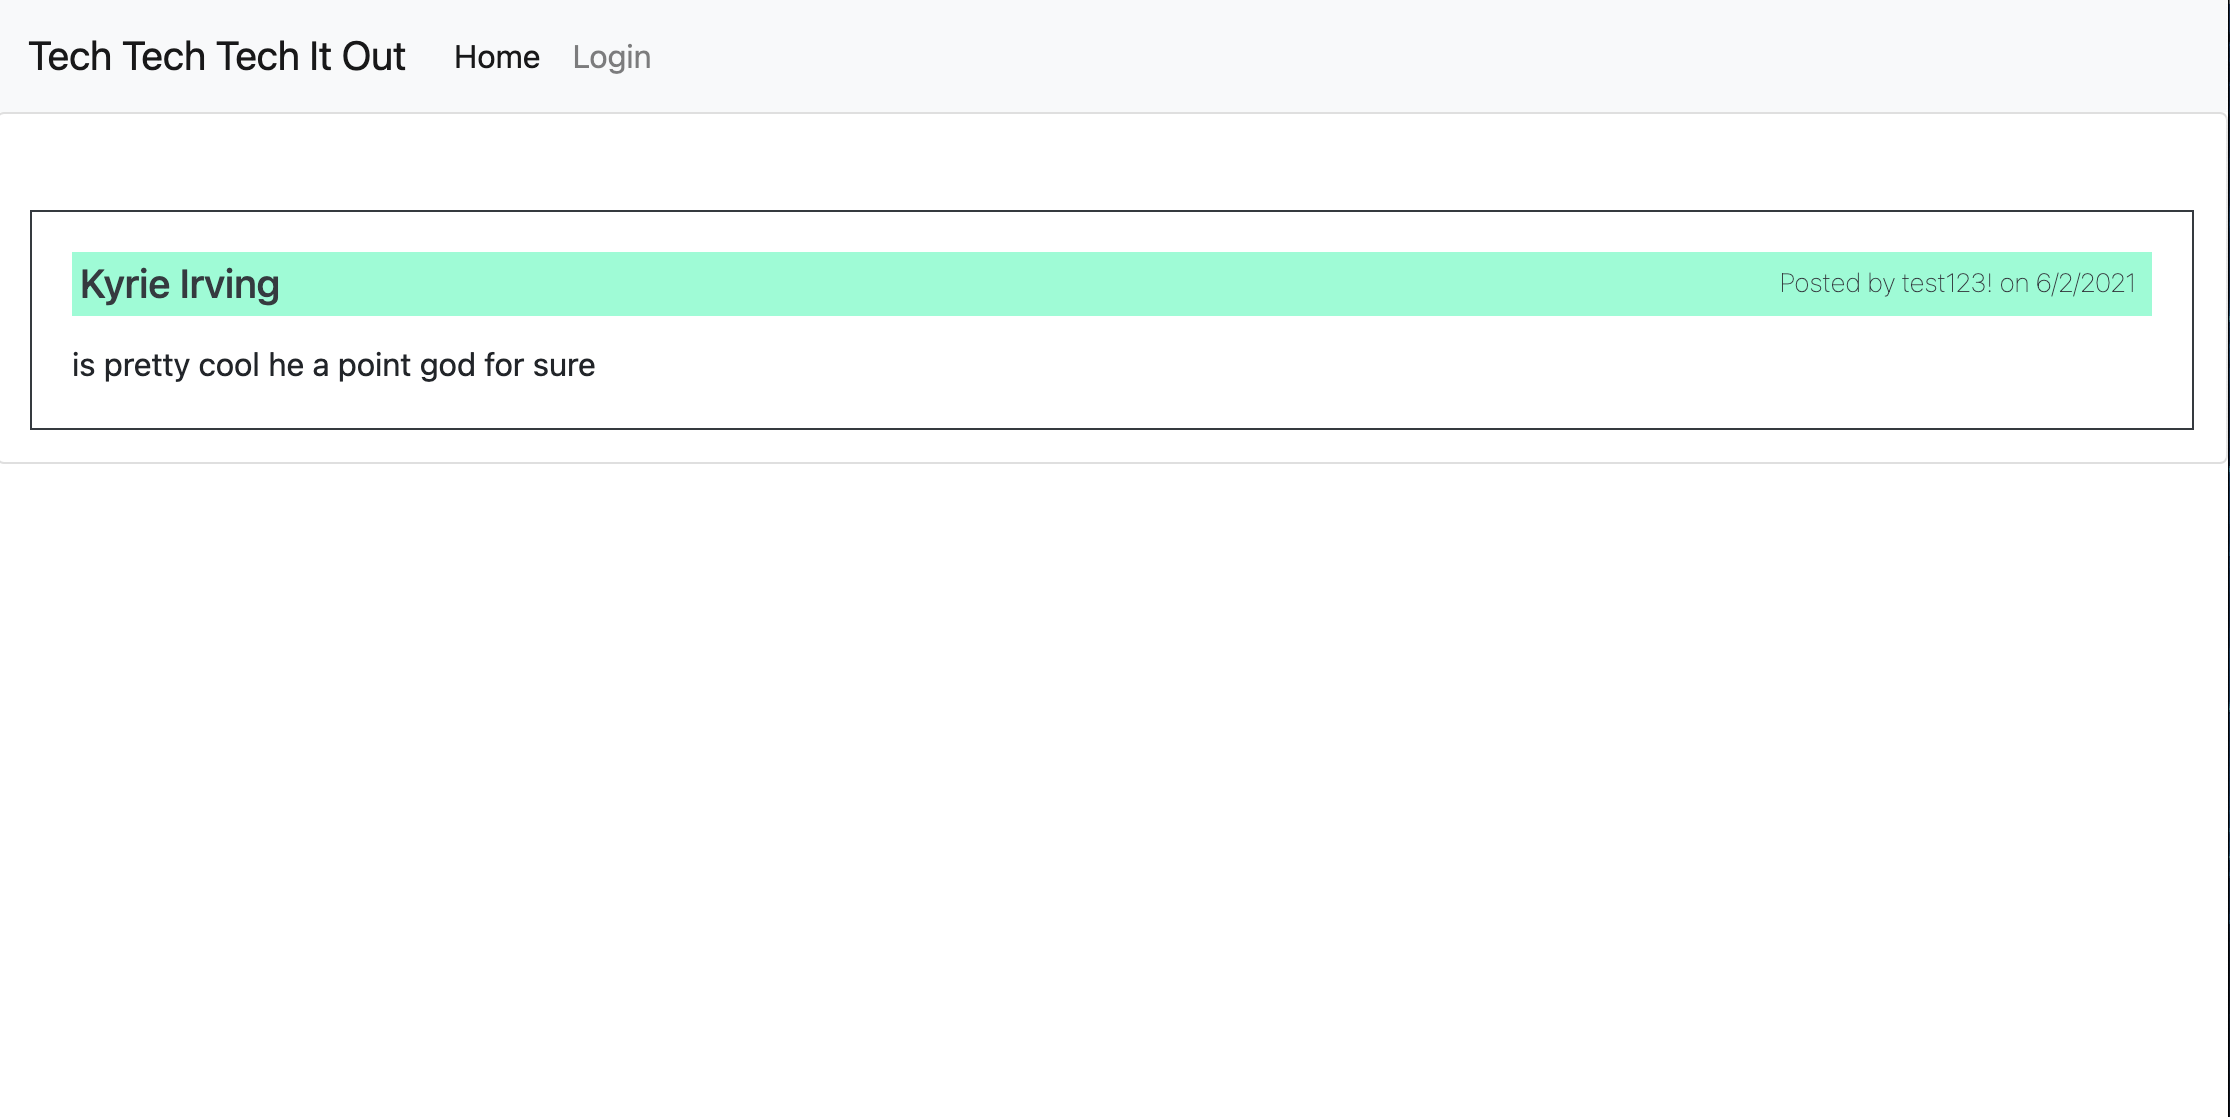 Tech Tech Tech It Out Home Login
Kyrie Irving Posted by test123! on 6/2/2021
is pretty cool he a point god for sure